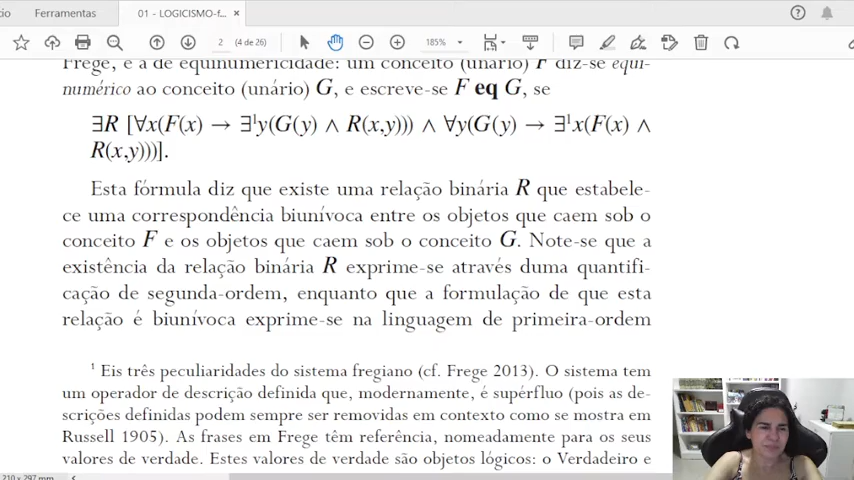 Ferramentas
01 - LOGICISMO-f... ×
2 (4 de 26)
185%
Frege, é a de equinumericidade: um conceito (unário) F diz-se equi-
numérico ao conceito (unário) G, e escreve-se F eq G, se
∃R [∀x(F(x) → ∃¹y(G(y) ∧ R(x,y))) ∧ ∀y(G(y) → ∃¹x(F(x) ∧
R(x,y)))].
Esta fórmula diz que existe uma relação binária R que estabele-
ce uma correspondência biunívoca entre os objetos que caem sob o
conceito F e os objetos que caem sob o conceito G. Note-se que a
existência da relação binária R exprime-se através duma quantifi-
cação de segunda-ordem, enquanto que a formulação de que esta
relação é biunívoca exprime-se na linguagem de primeira-ordem
¹ Eis três peculiaridades do sistema fregiano (cf. Frege 2013). O sistema tem
um operador de descrição definida que, modernamente, é supérfluo (pois as de-
scrições definidas podem sempre ser removidas em contexto como se mostra em
Russell 1905). As frases em Frege têm referência, nomeadamente para os seus
valores de verdade. Estes valores de verdade são objetos lógicos: o Verdadeiro e
210 x 297 mm